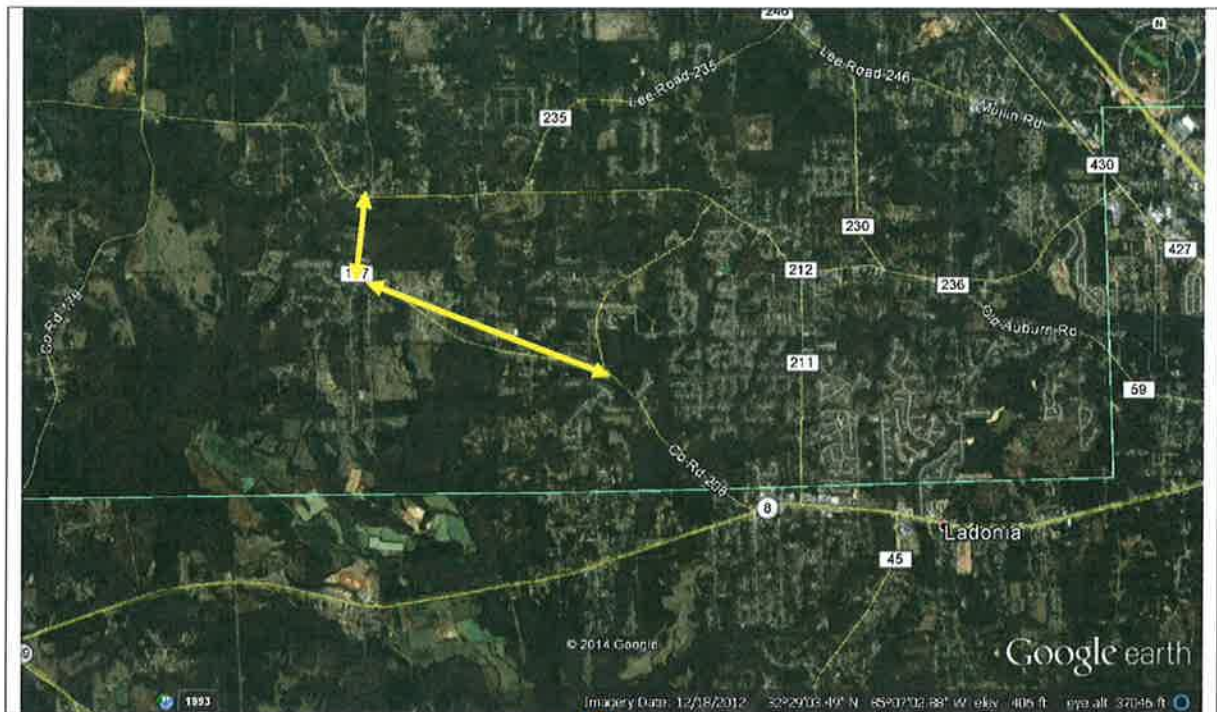 246
Lee Road 246
Lee Road 235
Mullin Rd
235
430
230
427
212
236
Old Auburn Rd
211
59
Co Rd 208
8
Ladonia
45
© 2014 Google
Google earth
1993
Imagery Date: 12/18/2012 32°29'03.49" N 85°07'02.88" W elev 406 ft eye alt 37046 ft
N
9